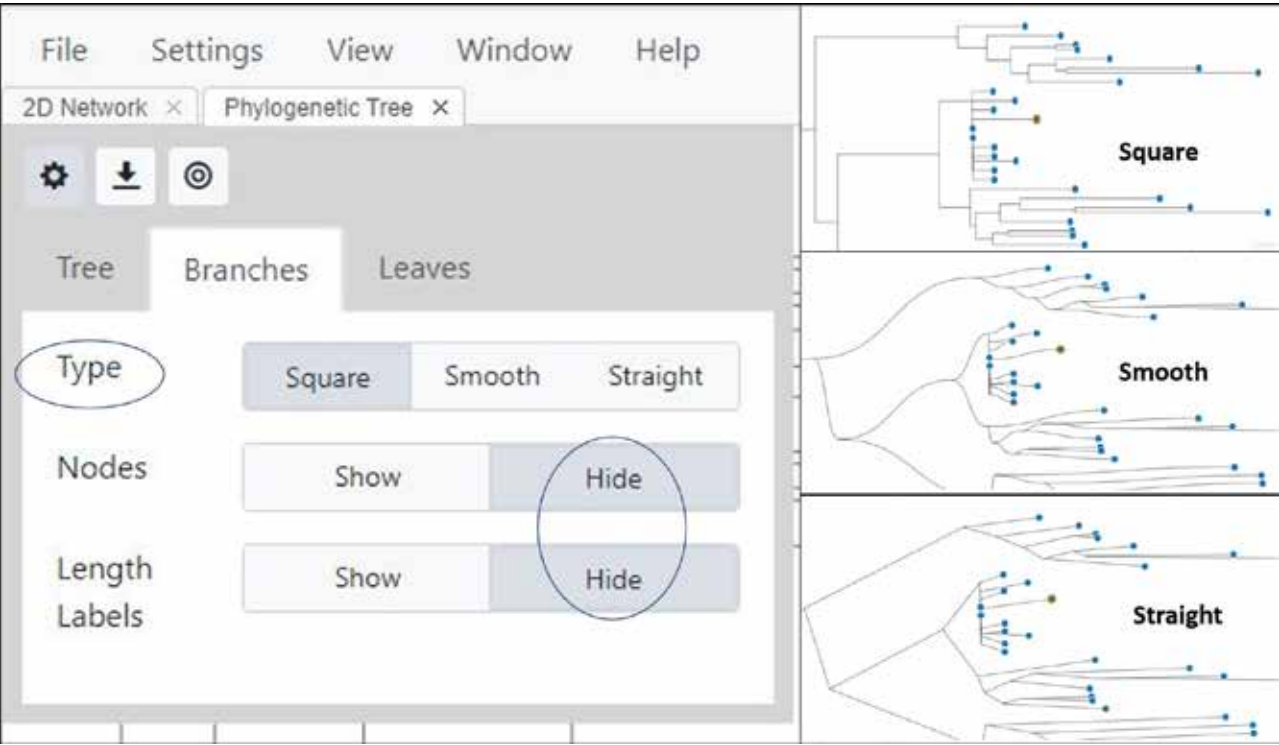 File Settings View Window Help
2D Network × Phylogenetic Tree ×
Tree Branches Leaves
Type Square Smooth Straight
Nodes Show Hide
Length Labels Show Hide
Square
Smooth
Straight